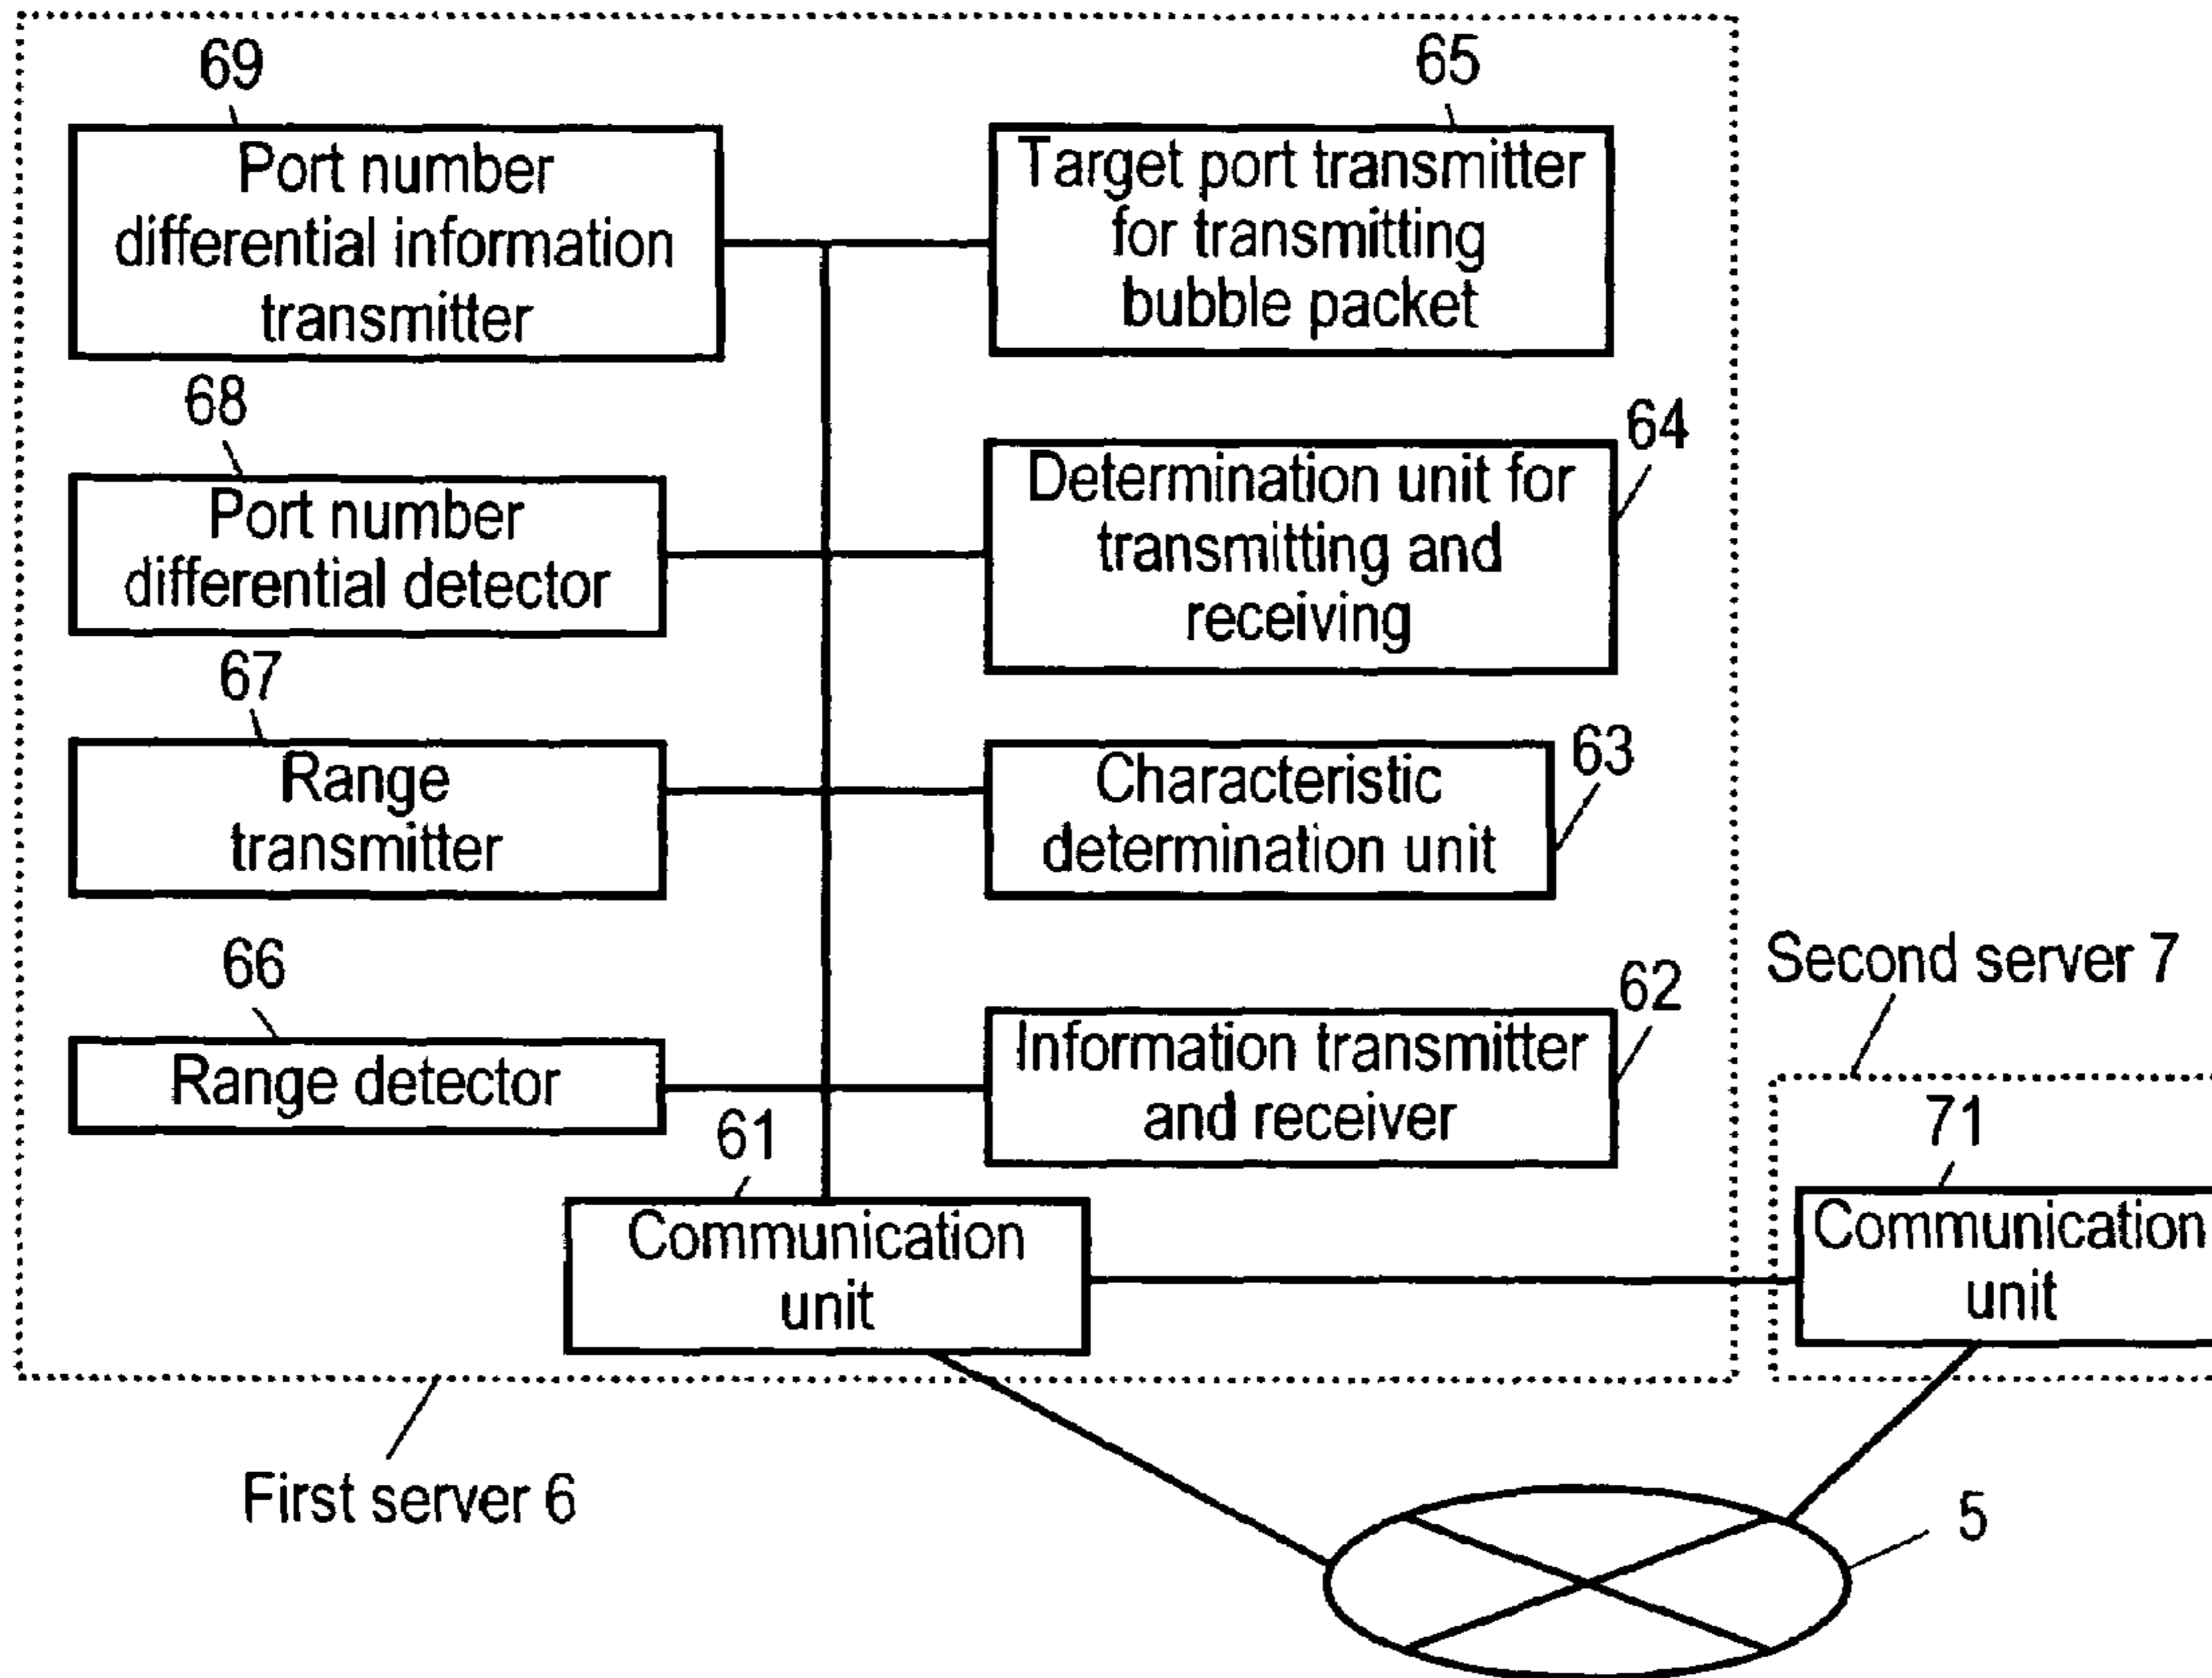 69
Port number
differential information
transmitter
65
Target port transmitter
for transmitting
bubble packet
68
Port number
differential detector
64
Determination unit for
transmitting and
receiving
67
Range
transmitter
63
Characteristic
determination unit
66
Range detector
62
Information transmitter
and receiver
61
Communication
unit
Second server 7
71
Communication
unit
First server 6
5